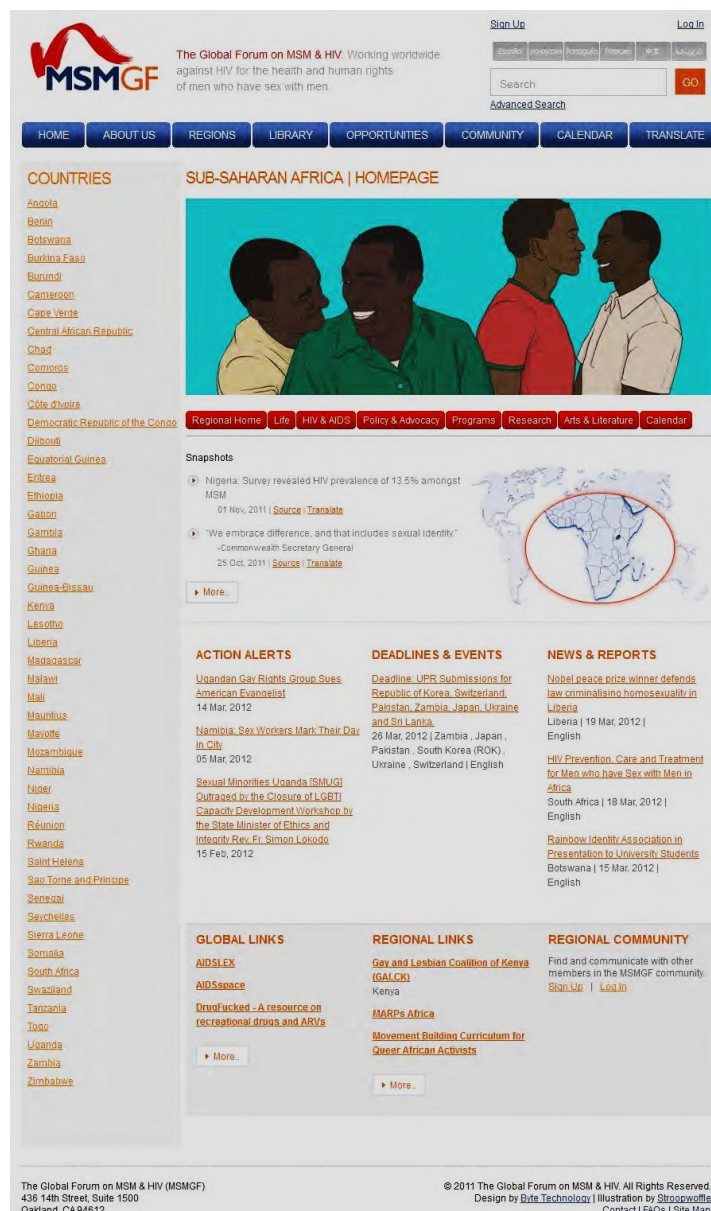 Sign Up
Log In
MSMGF
The Global Forum on MSM & HIV: Working worldwide
against HIV for the health and human rights
of men who have sex with men.
Español
Português
Français
中文
Search
GO
Advanced Search
HOME
ABOUT US
REGIONS
LIBRARY
OPPORTUNITIES
COMMUNITY
CALENDAR
TRANSLATE
COUNTRIES
Angola
Benin
Botswana
Burkina Faso
Burundi
Cameroon
Cape Verde
Central African Republic
Chad
Comoros
Congo
Côte d'Ivoire
Democratic Republic of the Congo
Djibouti
Equatorial Guinea
Eritrea
Ethiopia
Gabon
Gambia
Ghana
Guinea
Guinea-Bissau
Kenya
Lesotho
Liberia
Madagascar
Malawi
Mali
Mauritius
Mayotte
Mozambique
Namibia
Niger
Nigeria
Réunion
Rwanda
Saint Helena
Sao Tome and Principe
Senegal
Seychelles
Sierra Leone
Somalia
South Africa
Swaziland
Tanzania
Togo
Uganda
Zambia
Zimbabwe
SUB-SAHARAN AFRICA | HOMEPAGE
Regional Home
Life
HIV & AIDS
Policy & Advocacy
Programs
Research
Arts & Literature
Calendar
Snapshots
Nigeria: Survey revealed HIV prevalence of 13.5% amongst
MSM
01 Nov, 2011 | Source | Translate
"We embrace difference, and that includes sexual identity."
-Commonwealth Secretary General
25 Oct, 2011 | Source | Translate
More..
ACTION ALERTS
Ugandan Gay Rights Group Sues
American Evangelist
14 Mar, 2012
Namibia: Sex Workers Mark Their Day
in City
05 Mar, 2012
Sexual Minorities Uganda [SMUG]
Outraged by the Closure of LGBTI
Capacity Development Workshop by
the State Minister of Ethics and
Integrity Rev. Fr. Simon Lokodo
15 Feb, 2012
DEADLINES & EVENTS
Deadline: UPR Submissions for
Republic of Korea, Switzerland,
Pakistan, Zambia, Japan, Ukraine
and Sri Lanka.
26 Mar, 2012 | Zambia , Japan ,
Pakistan , South Korea (ROK) ,
Ukraine , Switzerland | English
NEWS & REPORTS
Nobel peace prize winner defends
law criminalising homosexuality in
Liberia
Liberia | 19 Mar, 2012 |
English
HIV Prevention, Care and Treatment
for Men who have Sex with Men in
Africa
South Africa | 18 Mar, 2012 |
English
Rainbow Identity Association in
Presentation to University Students
Botswana | 15 Mar, 2012 |
English
GLOBAL LINKS
AIDSLEX
AIDSspace
DrugFucked - A resource on
recreational drugs and ARVs
More..
REGIONAL LINKS
Gay and Lesbian Coalition of Kenya
(GALCK)
Kenya
MARPs Africa
Movement Building Curriculum for
Queer African Activists
More..
REGIONAL COMMUNITY
Find and communicate with other
members in the MSMGF community.
Sign Up | Log In
The Global Forum on MSM & HIV (MSMGF)
436 14th Street, Suite 1500
Oakland, CA 94612
© 2011 The Global Forum on MSM & HIV. All Rights Reserved.
Design by Byte Technology | Illustration by Stroopwoffle
Contact | FAQs | Site Map